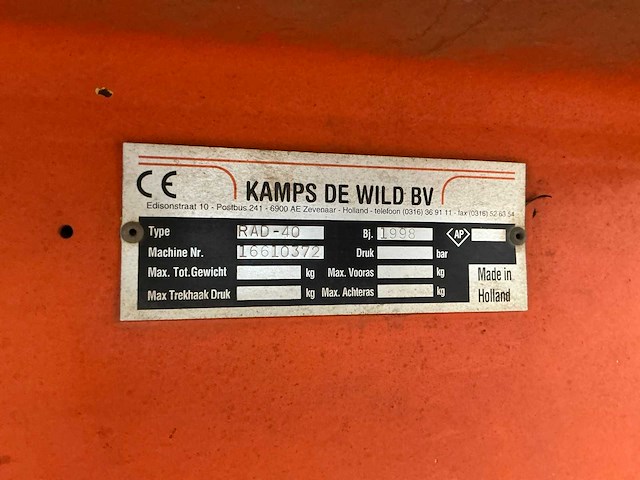 CE KAMPS DE WILD BV
Edisonstraat 10 - Postbus 241 - 6900 AE Zevenaar - Holland - telefoon (0316) 36 91 11 - fax (0316) 52 63 54
Type RAD-40 Bj. 1998 AP
Machine Nr. 16610372 Druk bar
Max. Tot.Gewicht kg Max. Vooras kg
Max Trekhaak Druk kg Max. Achteras kg
Made in
Holland